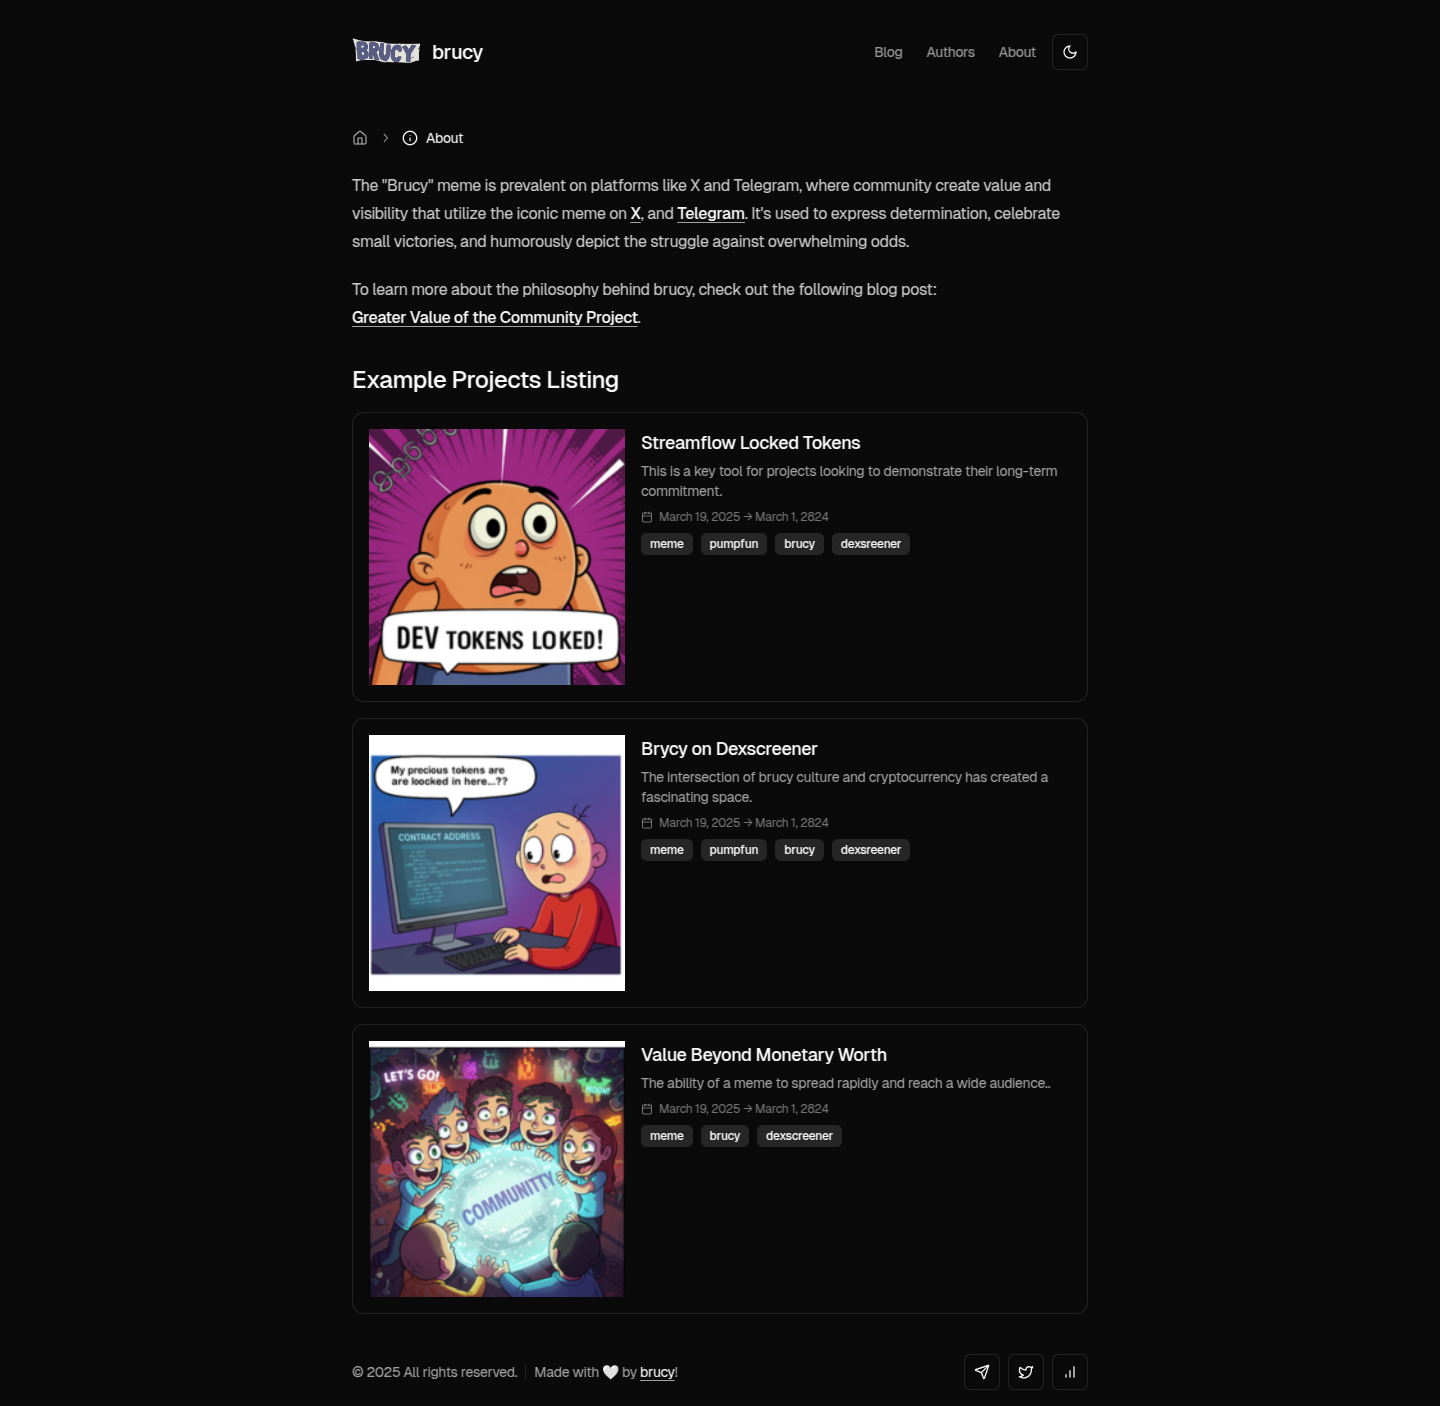 BRUCY brucy Blog Authors About
About
The "Brucy" meme is prevalent on platforms like X and Telegram, where community create value and
visibility that utilize the iconic meme on X, and Telegram. It's used to express determination, celebrate
small victories, and humorously depict the struggle against overwhelming odds.
To learn more about the philosophy behind brucy, check out the following blog post:
Greater Value of the Community Project.
Example Projects Listing
DEV TOKENS LOKED!
Streamflow Locked Tokens
This is a key tool for projects looking to demonstrate their long-term
commitment.
March 19, 2025 → March 1, 2824
meme pumpfun brucy dexsreener
My precious tokens are
are loocked in here...??
CONTRACT ADDRESS
Brycy on Dexscreener
The intersection of brucy culture and cryptocurrency has created a
fascinating space.
March 19, 2025 → March 1, 2824
meme pumpfun brucy dexsreener
LET'S GO!
COMMUNITTY
Value Beyond Monetary Worth
The ability of a meme to spread rapidly and reach a wide audience..
March 19, 2025 → March 1, 2824
meme brucy dexscreener
© 2025 All rights reserved. Made with 🤍 by brucy!